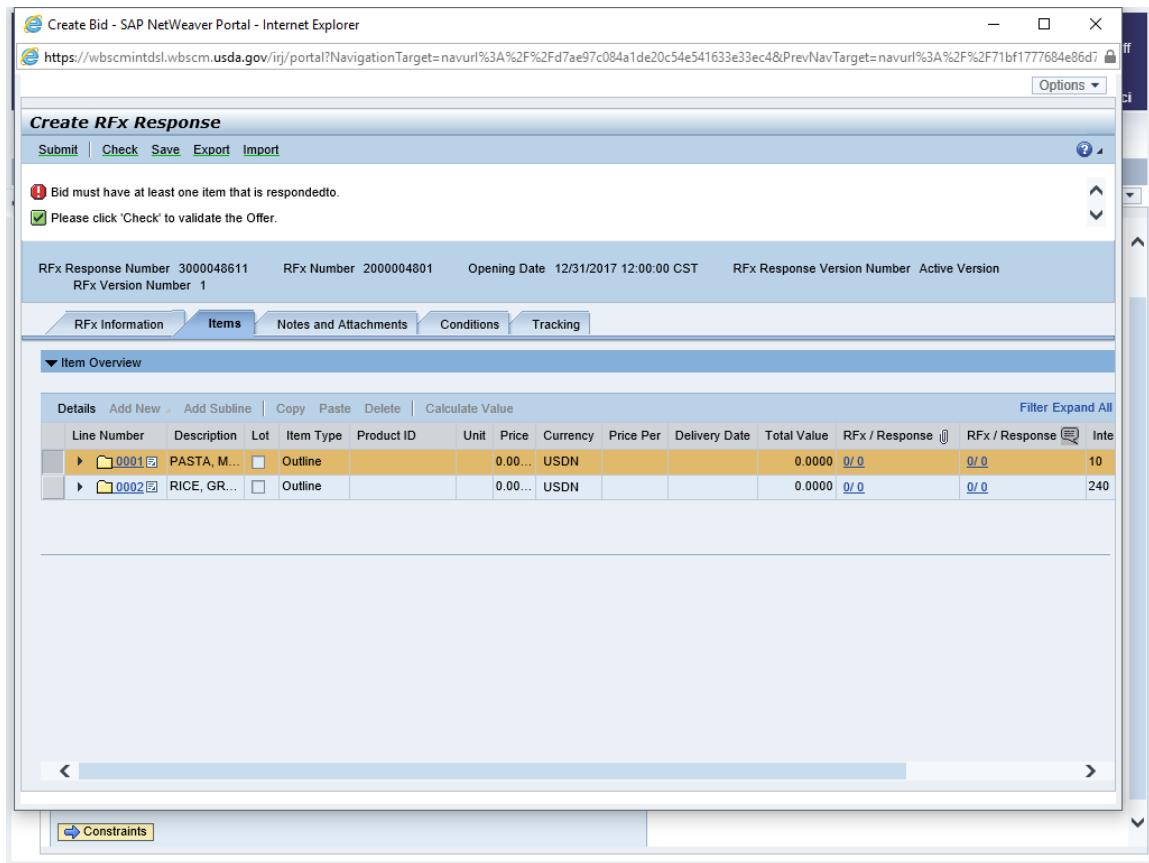 Create Bid - SAP NetWeaver Portal - Internet Explorer
https://wbscmintdsl.wbscm.usda.gov/irj/portal?NavigationTarget=navurl%3A%2F%2Fd7ae97c084a1de20c54e541633e33ec4&PrevNavTarget=navurl%3A%2F%2F71bf1777684e86d7
ff
Options
ci
Create RFx Response
Submit Check Save Export Import
Bid must have at least one item that is respondedto.
Please click 'Check' to validate the Offer.
RFx Response Number 3000048611 RFx Number 2000004801 Opening Date 12/31/2017 12:00:00 CST RFx Response Version Number Active Version
RFx Version Number 1
RFx Information Items Notes and Attachments Conditions Tracking
Item Overview
Details Add New Add Subline Copy Paste Delete Calculate Value Filter Expand All
Line Number Description Lot Item Type Product ID Unit Price Currency Price Per Delivery Date Total Value RFx / Response RFx / Response Inte
0001 PASTA, M... Outline 0.00... USDN 0.0000 0/ 0 0/ 0 10
0002 RICE, GR... Outline 0.00... USDN 0.0000 0/ 0 0/ 0 240
Constraints